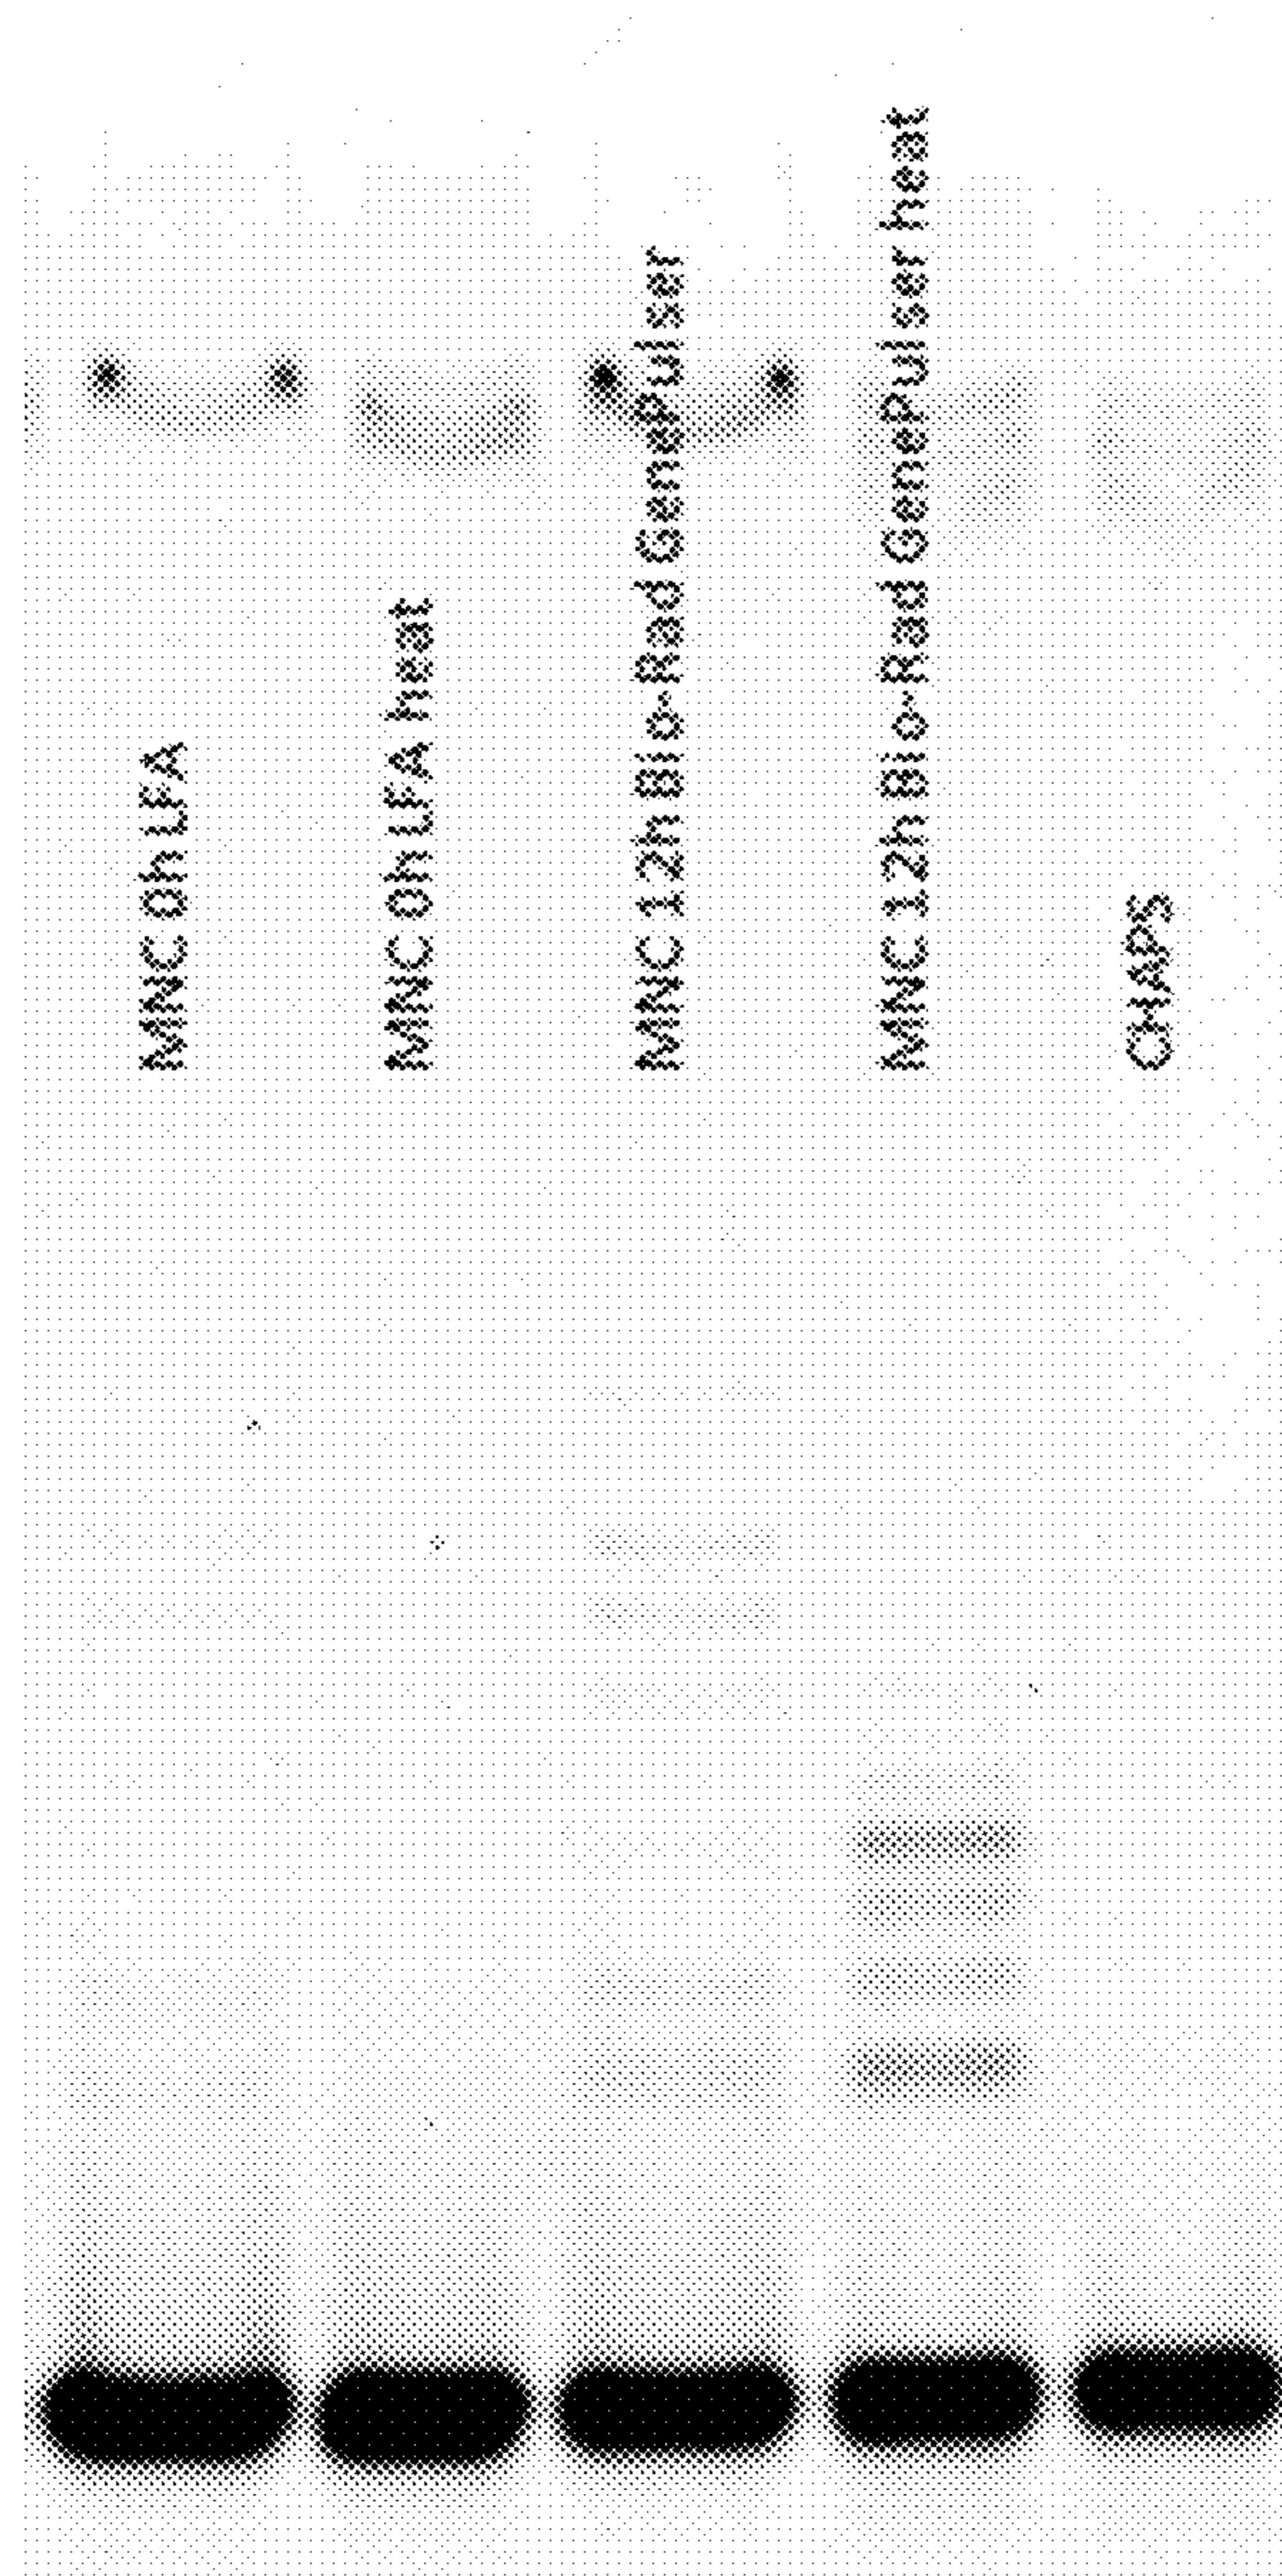 MNC 0h LFA
MNC 0h LFA heat
MNC 12h Bio-Rad GenePulser
MNC 12h Bio-Rad GenePulser heat
CHAPS